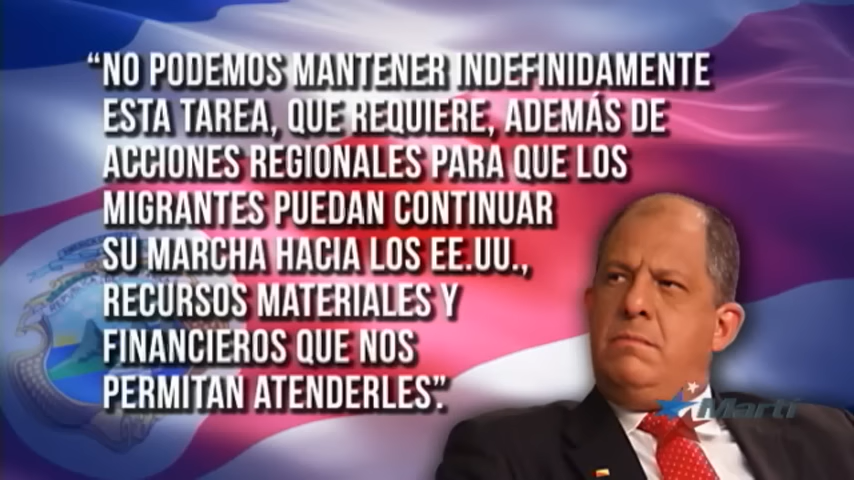 “NO PODEMOS MANTENER INDEFINIDAMENTE
ESTA TAREA, QUE REQUIERE, ADEMÁS DE
ACCIONES REGIONALES PARA QUE LOS
MIGRANTES PUEDAN CONTINUAR
SU MARCHA HACIA LOS EE.UU.,
RECURSOS MATERIALES Y
FINANCIEROS QUE NOS
PERMITAN ATENDERLES”.
Martí